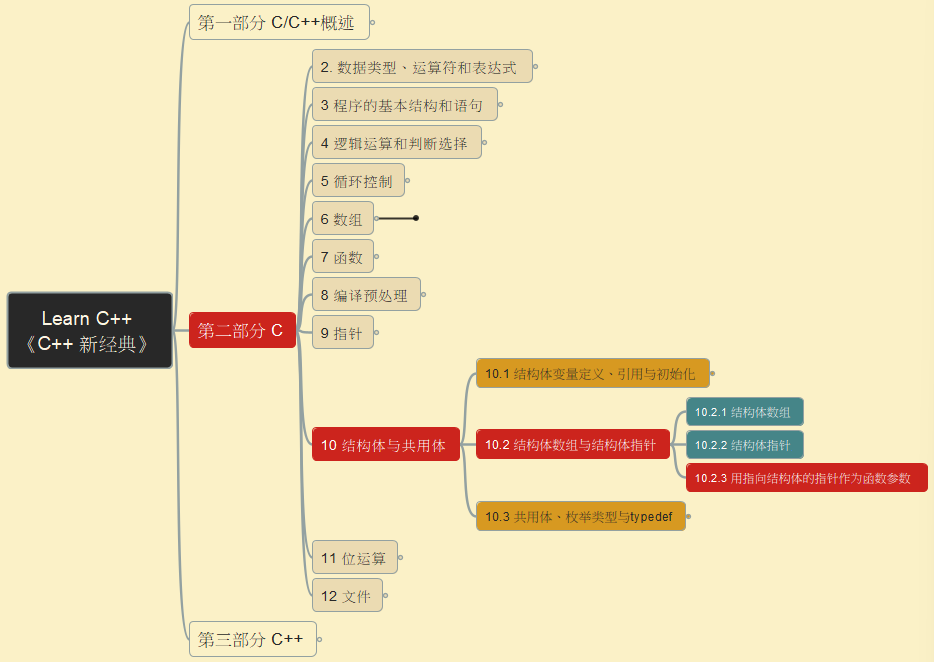 第一部分 C/C++概述
2. 数据类型、运算符和表达式
3 程序的基本结构和语句
4 逻辑运算和判断选择
5 循环控制
6 数组
7 函数
8 编译预处理
9 指针
Learn C++
《C++ 新经典》
第二部分 C
10 结构体与共用体
10.1 结构体变量定义、引用与初始化
10.2 结构体数组与结构体指针
10.2.1 结构体数组
10.2.2 结构体指针
10.2.3 用指向结构体的指针作为函数参数
10.3 共用体、枚举类型与typedef
11 位运算
12 文件
第三部分 C++